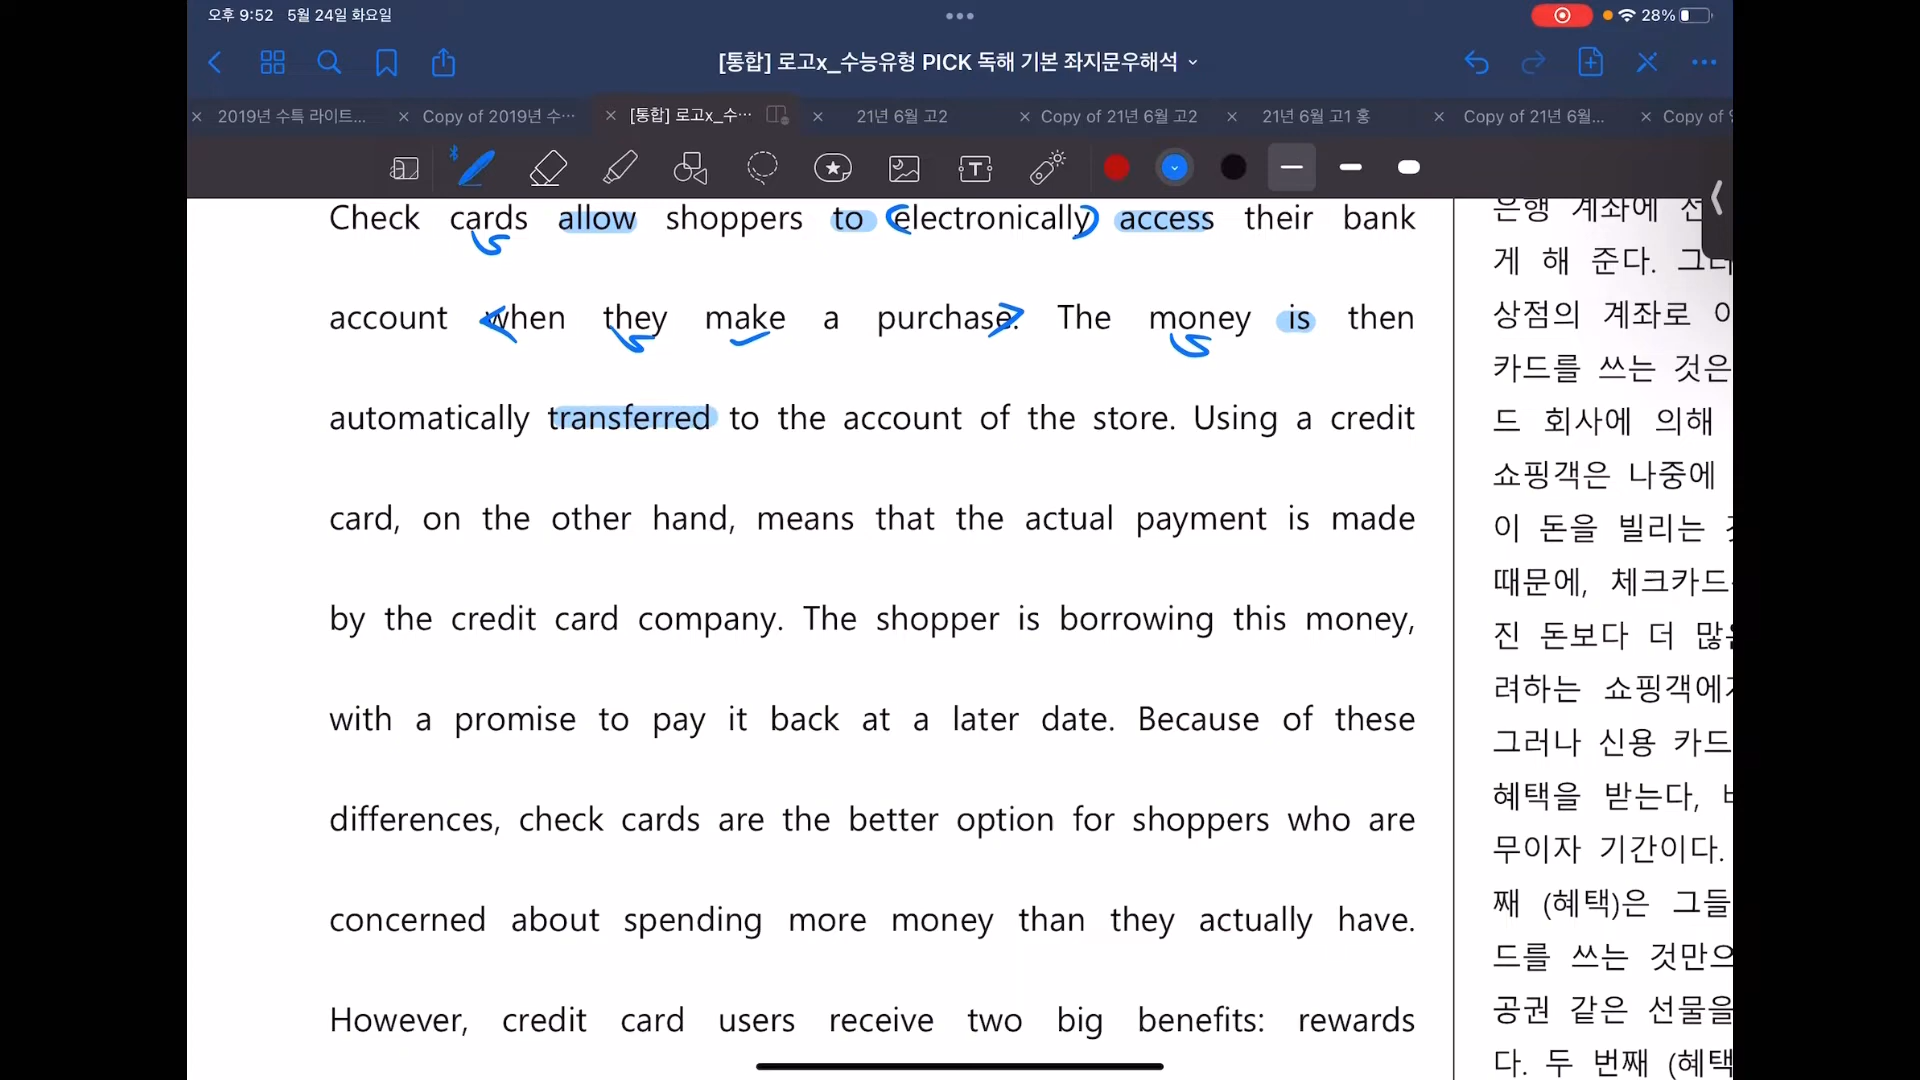 오후 9:52 5월 24일 화요일
28%
[통합] 로고x_수능유형 PICK 독해 기본 좌지문우해석
2019년 수특 라이트...
Copy of 2019년 수...
[통합] 로고x_수...
21년 6월 고2
Copy of 21년 6월 고2
21년 6월 고1 홍
Copy of 21년 6월...
Copy of
Check cards allow shoppers to electronically access their bank
account when they make a purchase. The money is then
automatically transferred to the account of the store. Using a credit
card, on the other hand, means that the actual payment is made
by the credit card company. The shopper is borrowing this money,
with a promise to pay it back at a later date. Because of these
differences, check cards are the better option for shoppers who are
concerned about spending more money than they actually have.
However, credit card users receive two big benefits: rewards
은행 계좌에
게 해 준다.
상점의 계좌로
카드를 쓰는 것은
드 회사에 의해
쇼핑객은 나중에
이 돈을 빌리는
때문에, 체크카드
진 돈보다 더
려하는 쇼핑객에
그러나 신용 카드
혜택을 받는다,
무이자 기간이다.
째 (혜택)은 그들
드를 쓰는 것만으
공권 같은 선물을
다. 두 번째 (혜택